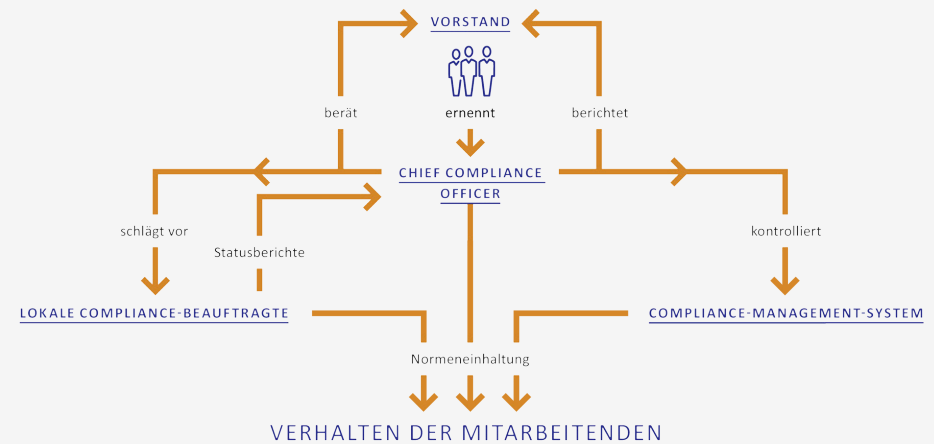 VORSTAND
berät
ernennt
berichtet
CHIEF COMPLIANCE
OFFICER
schlägt vor
kontrolliert
Statusberichte
LOKALE COMPLIANCE-BEAUFTRAGTE
COMPLIANCE-MANAGEMENT-SYSTEM
Normeneinhaltung
VERHALTEN DER MITARBEITENDEN